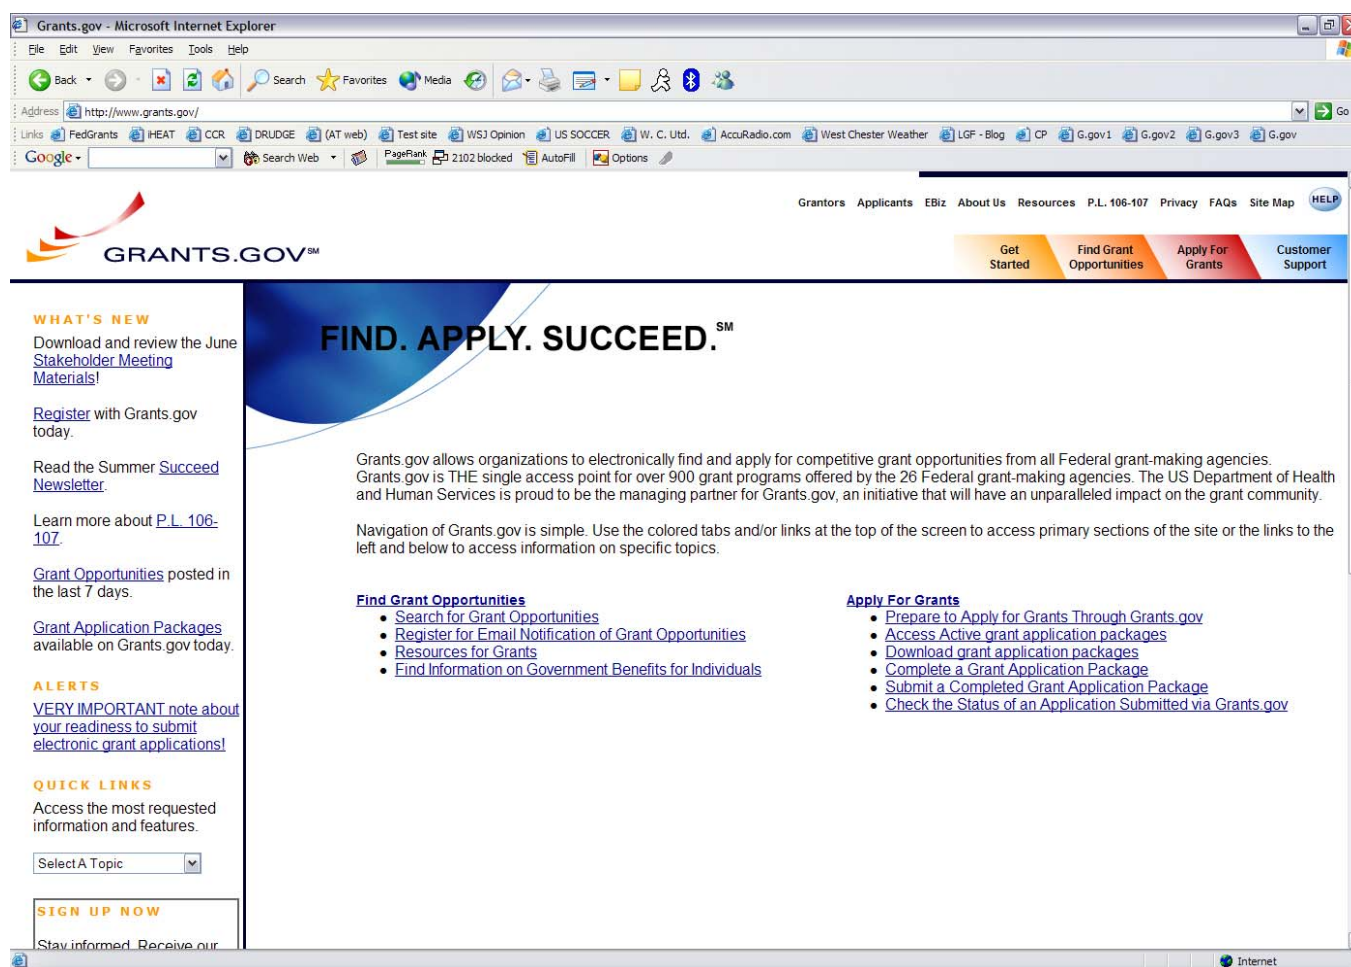 Grants.gov - Microsoft Internet Explorer
File Edit View Favorites Tools Help
Back Search Favorites Media
Address http://www.grants.gov/ Go
Links FedGrants iHEAT CCR DRUDGE (AT web) Test site WSJ Opinion US SOCCER W. C. Utd. AccuRadio.com West Chester Weather LGF - Blog CP G.gov1 G.gov2 G.gov3 G.gov
Google Search Web PageRank 2102 blocked AutoFill Options
Grantors Applicants EBiz About Us Resources P.L. 106-107 Privacy FAQs Site Map HELP
GRANTS.GOV℠
Get Started
Find Grant Opportunities
Apply For Grants
Customer Support
WHAT'S NEW
Download and review the June
Stakeholder Meeting
Materials!
Register with Grants.gov
today.
Read the Summer Succeed
Newsletter.
Learn more about P.L. 106-
107.
Grant Opportunities posted in
the last 7 days.
Grant Application Packages
available on Grants.gov today.
ALERTS
VERY IMPORTANT note about
your readiness to submit
electronic grant applications!
QUICK LINKS
Access the most requested
information and features.
Select A Topic
SIGN UP NOW
Stay informed. Receive our
FIND. APPLY. SUCCEED.℠
Grants.gov allows organizations to electronically find and apply for competitive grant opportunities from all Federal grant-making agencies.
Grants.gov is THE single access point for over 900 grant programs offered by the 26 Federal grant-making agencies. The US Department of Health
and Human Services is proud to be the managing partner for Grants.gov, an initiative that will have an unparalleled impact on the grant community.
Navigation of Grants.gov is simple. Use the colored tabs and/or links at the top of the screen to access primary sections of the site or the links to the
left and below to access information on specific topics.
Find Grant Opportunities
• Search for Grant Opportunities
• Register for Email Notification of Grant Opportunities
• Resources for Grants
• Find Information on Government Benefits for Individuals
Apply For Grants
• Prepare to Apply for Grants Through Grants.gov
• Access Active grant application packages
• Download grant application packages
• Complete a Grant Application Package
• Submit a Completed Grant Application Package
• Check the Status of an Application Submitted via Grants.gov
Internet